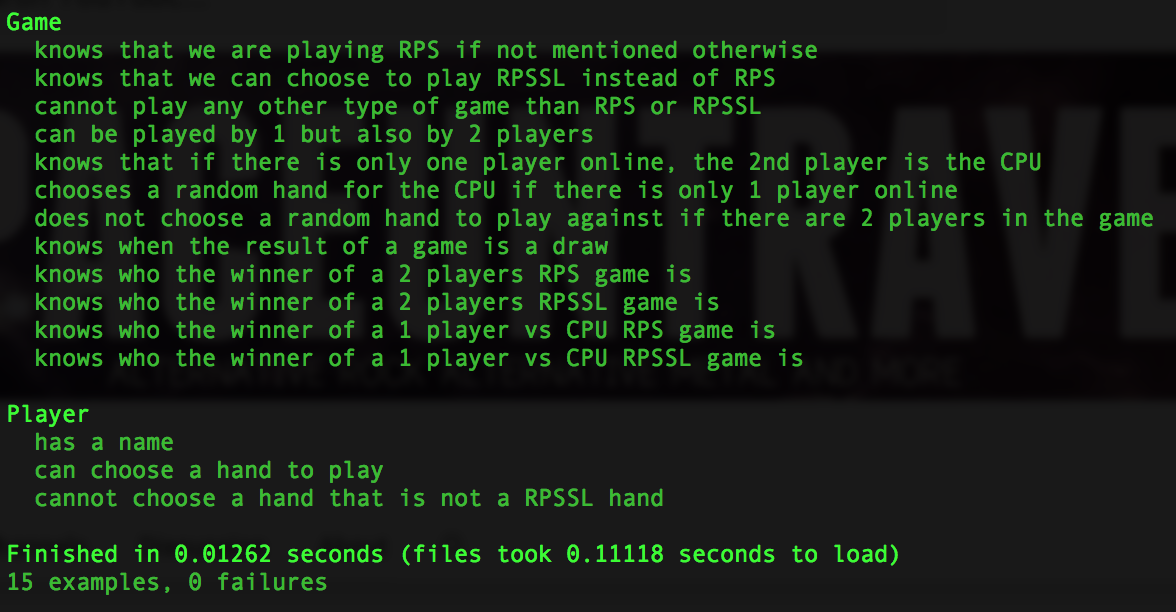 Game
knows that we are playing RPS if not mentioned otherwise
knows that we can choose to play RPSSL instead of RPS
cannot play any other type of game than RPS or RPSSL
can be played by 1 but also by 2 players
knows that if there is only one player online, the 2nd player is the CPU
chooses a random hand for the CPU if there is only 1 player online
does not choose a random hand to play against if there are 2 players in the game
knows when the result of a game is a draw
knows who the winner of a 2 players RPS game is
knows who the winner of a 2 players RPSSL game is
knows who the winner of a 1 player vs CPU RPS game is
knows who the winner of a 1 player vs CPU RPSSL game is
Player
has a name
can choose a hand to play
cannot choose a hand that is not a RPSSL hand
Finished in 0.01262 seconds (files took 0.11118 seconds to load)
15 examples, 0 failures